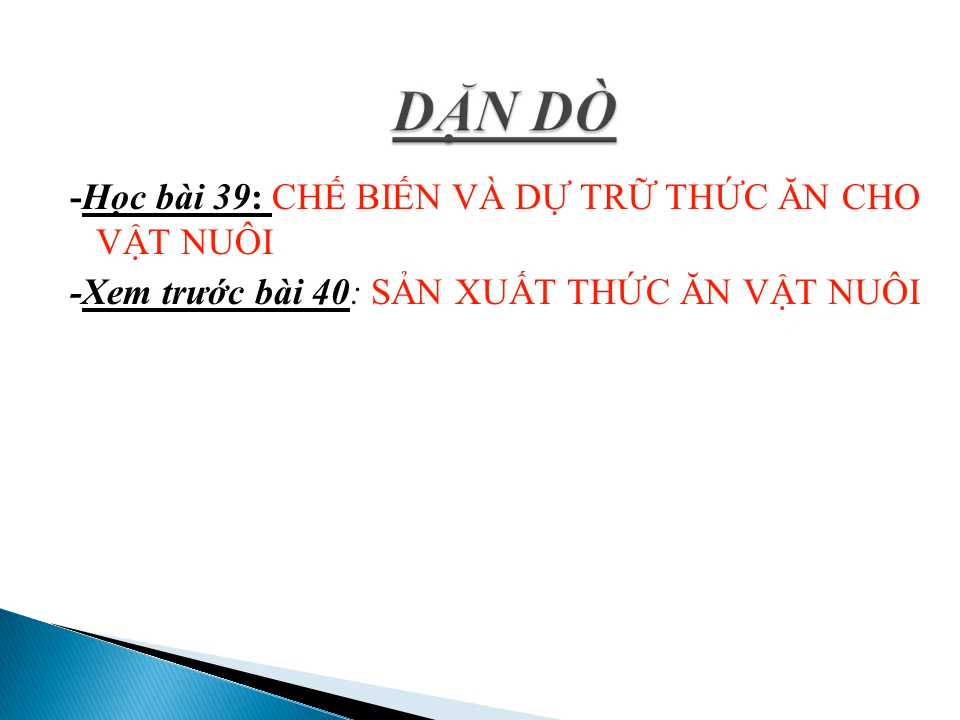 DẶN DÒ
-Học bài 39: CHẾ BIẾN VÀ DỰ TRỮ THỨC ĂN CHO
VẬT NUÔI
-Xem trước bài 40: SẢN XUẤT THỨC ĂN VẬT NUÔI